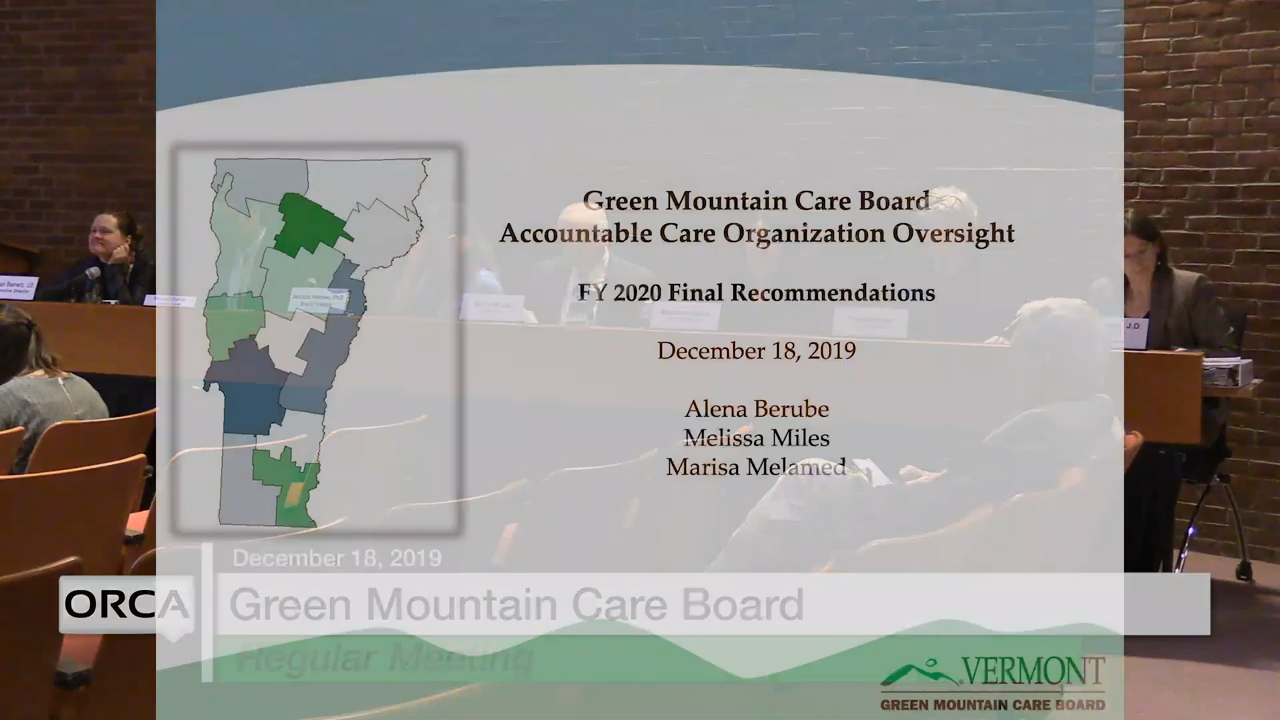 Green Mountain Care Board
Accountable Care Organization Oversight
FY 2020 Final Recommendations
December 18, 2019
Alena Berube
Melissa Miles
Marisa Melamed
December 18, 2019
ORCA
Green Mountain Care Board
Regular Meeting
VERMONT
GREEN MOUNTAIN CARE BOARD
J.D